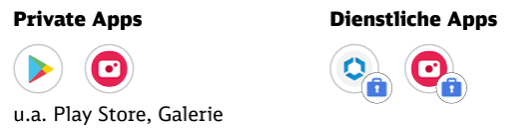 Private Apps
Dienstliche Apps
u.a. Play Store, Galerie